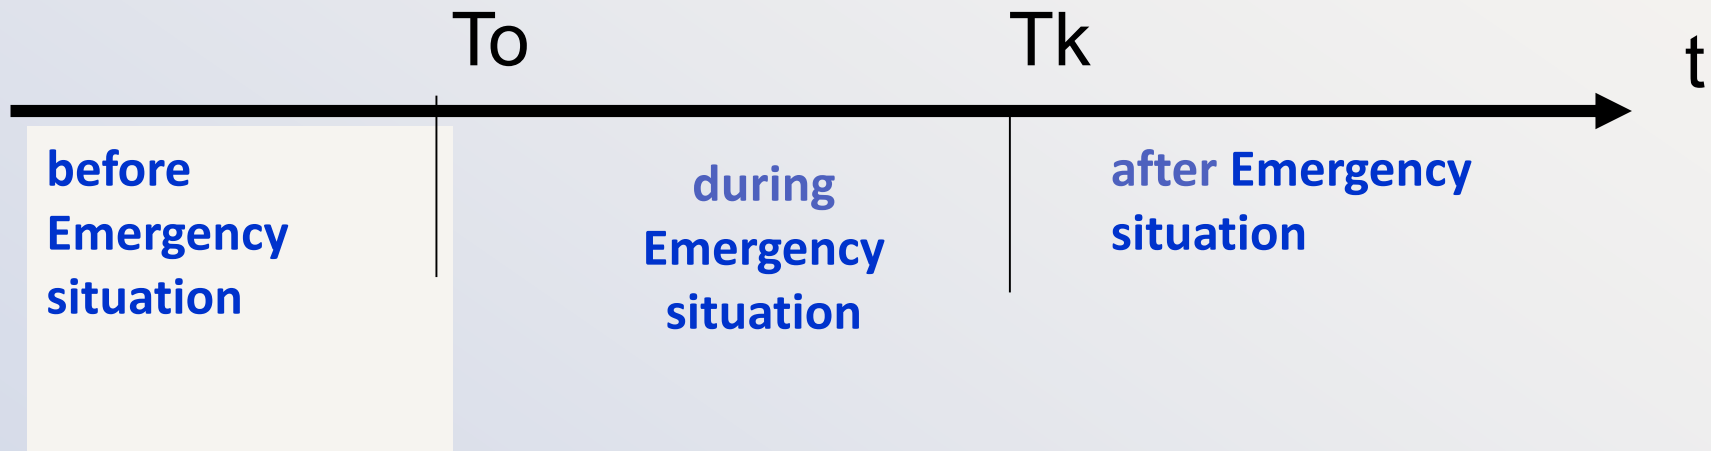 To
Tk
t
before
Emergency
situation
during
Emergency
situation
after Emergency
situation